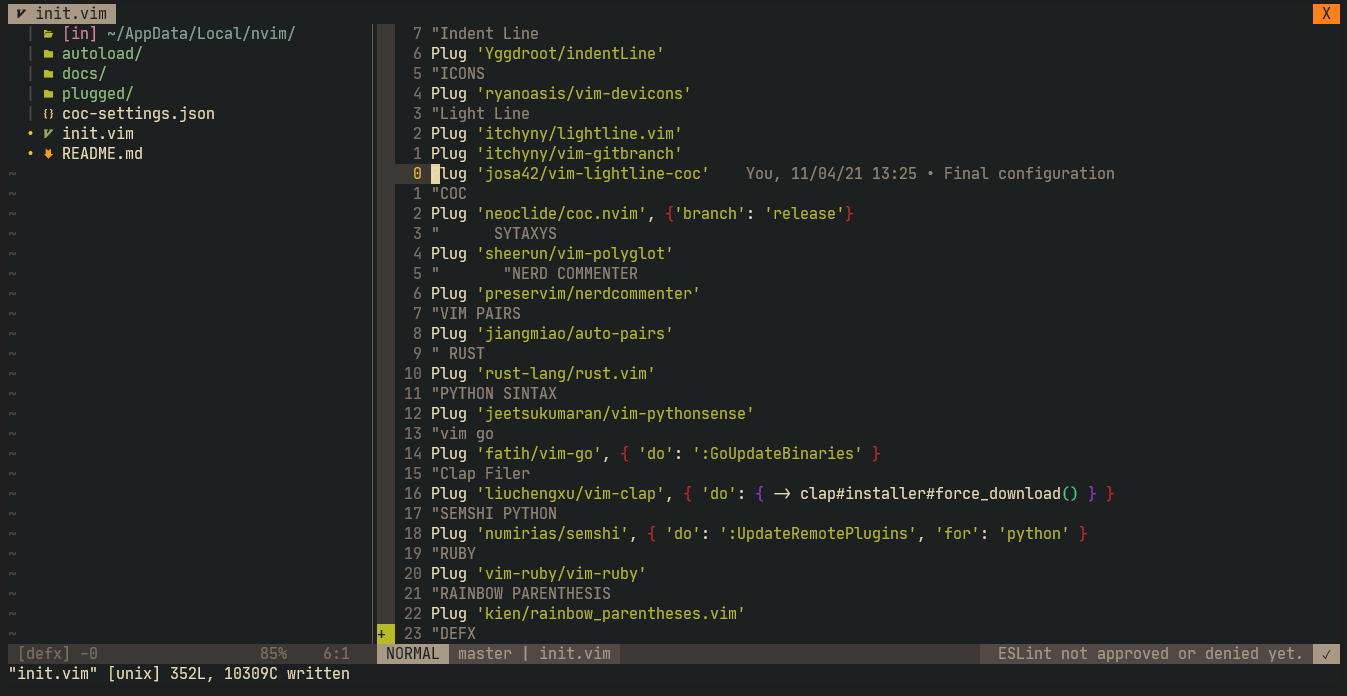 init.vim X
[in] ~/AppData/Local/nvim/
autoload/
docs/
plugged/
{} coc-settings.json
init.vim
README.md
7 "Indent Line
6 Plug 'Yggdroot/indentLine'
5 "ICONS
4 Plug 'ryanoasis/vim-devicons'
3 "Light Line
2 Plug 'itchyny/lightline.vim'
1 Plug 'itchyny/vim-gitbranch'
0 Plug 'josa42/vim-lightline-coc' You, 11/04/21 13:25 • Final configuration
1 "COC
2 Plug 'neoclide/coc.nvim', {'branch': 'release'}
3 " SYTAXYS
4 Plug 'sheerun/vim-polyglot'
5 " "NERD COMMENTER
6 Plug 'preservim/nerdcommenter'
7 "VIM PAIRS
8 Plug 'jiangmiao/auto-pairs'
9 " RUST
10 Plug 'rust-lang/rust.vim'
11 "PYTHON SINTAX
12 Plug 'jeetsukumaran/vim-pythonsense'
13 "vim go
14 Plug 'fatih/vim-go', { 'do': ':GoUpdateBinaries' }
15 "Clap Filer
16 Plug 'liuchengxu/vim-clap', { 'do': { -> clap#installer#force_download() } }
17 "SEMSHI PYTHON
18 Plug 'numirias/semshi', { 'do': ':UpdateRemotePlugins', 'for': 'python' }
19 "RUBY
20 Plug 'vim-ruby/vim-ruby'
21 "RAINBOW PARENTHESIS
22 Plug 'kien/rainbow_parentheses.vim'
+ 23 "DEFX
[defx] -0 85% 6:1 NORMAL master | init.vim ESLint not approved or denied yet. ✓
"init.vim" [unix] 352L, 10309C written